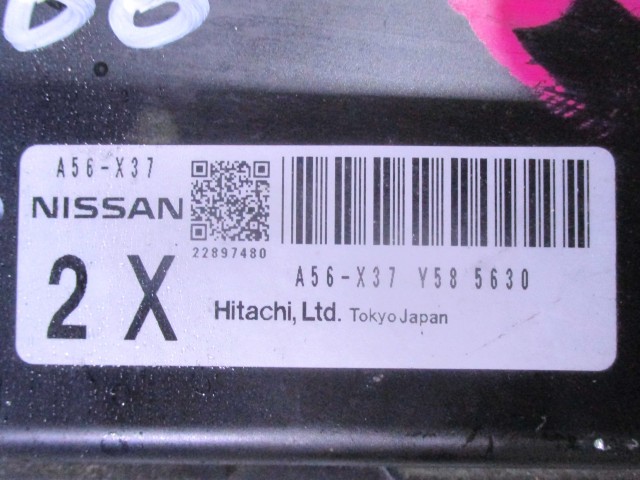 A56-X37
NISSAN
22897480
2 X
A56-X37 Y58 5630
Hitachi, Ltd. Tokyo Japan